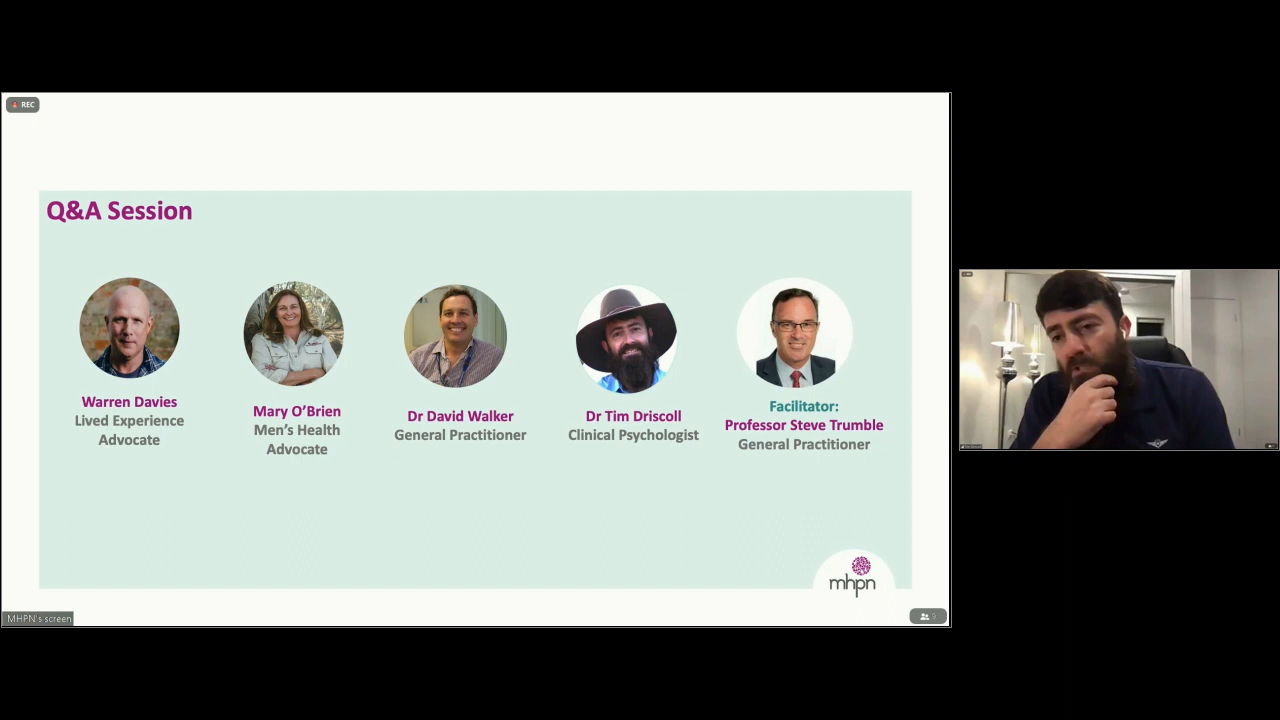 REC
Q&A Session
Warren Davies
Lived Experience
Advocate
Mary O'Brien
Men's Health
Advocate
Dr David Walker
General Practitioner
Dr Tim Driscoll
Clinical Psychologist
Facilitator:
Professor Steve Trumble
General Practitioner
mhpn
MHPN's screen
9